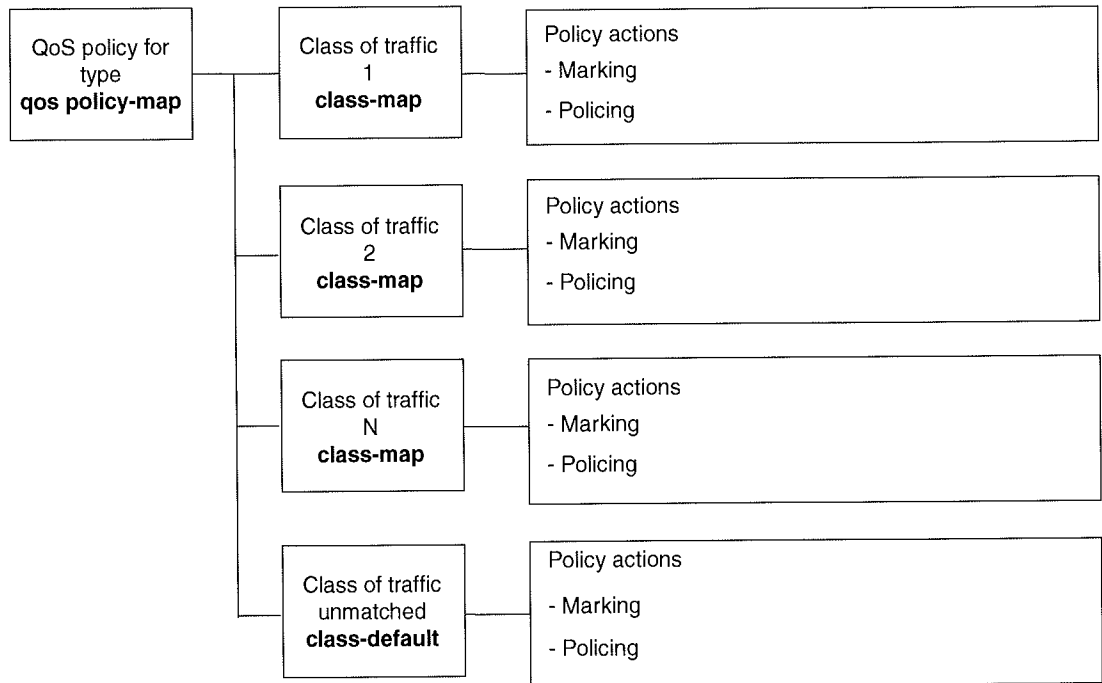 QoS policy for
type
qos policy-map
Class of traffic
1
class-map
Policy actions
- Marking
- Policing
Class of traffic
2
class-map
Policy actions
- Marking
- Policing
Class of traffic
N
class-map
Policy actions
- Marking
- Policing
Class of traffic
unmatched
class-default
Policy actions
- Marking
- Policing